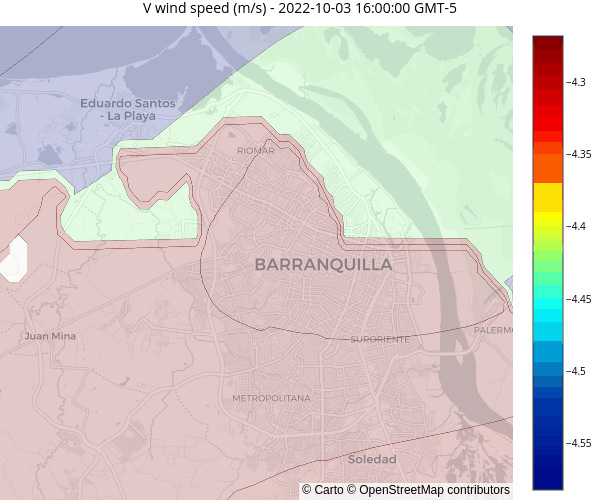 V wind speed (m/s) - 2022-10-03 16:00:00 GMT-5
Eduardo Santos
- La Playa
RIOMAR
BARRANQUILLA
Juan Mina
SURORIENTE
PALERMO
METROPOLITANA
Soledad
−4.3
−4.35
−4.4
−4.45
−4.5
−4.55
© Carto © OpenStreetMap contributors